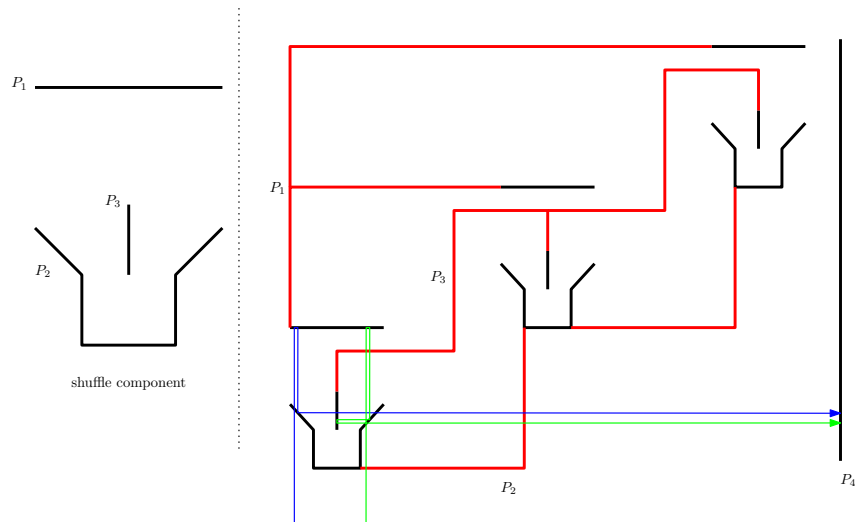 P₁
P₃
P₂
shuffle component
P₁
P₃
P₂
P₄